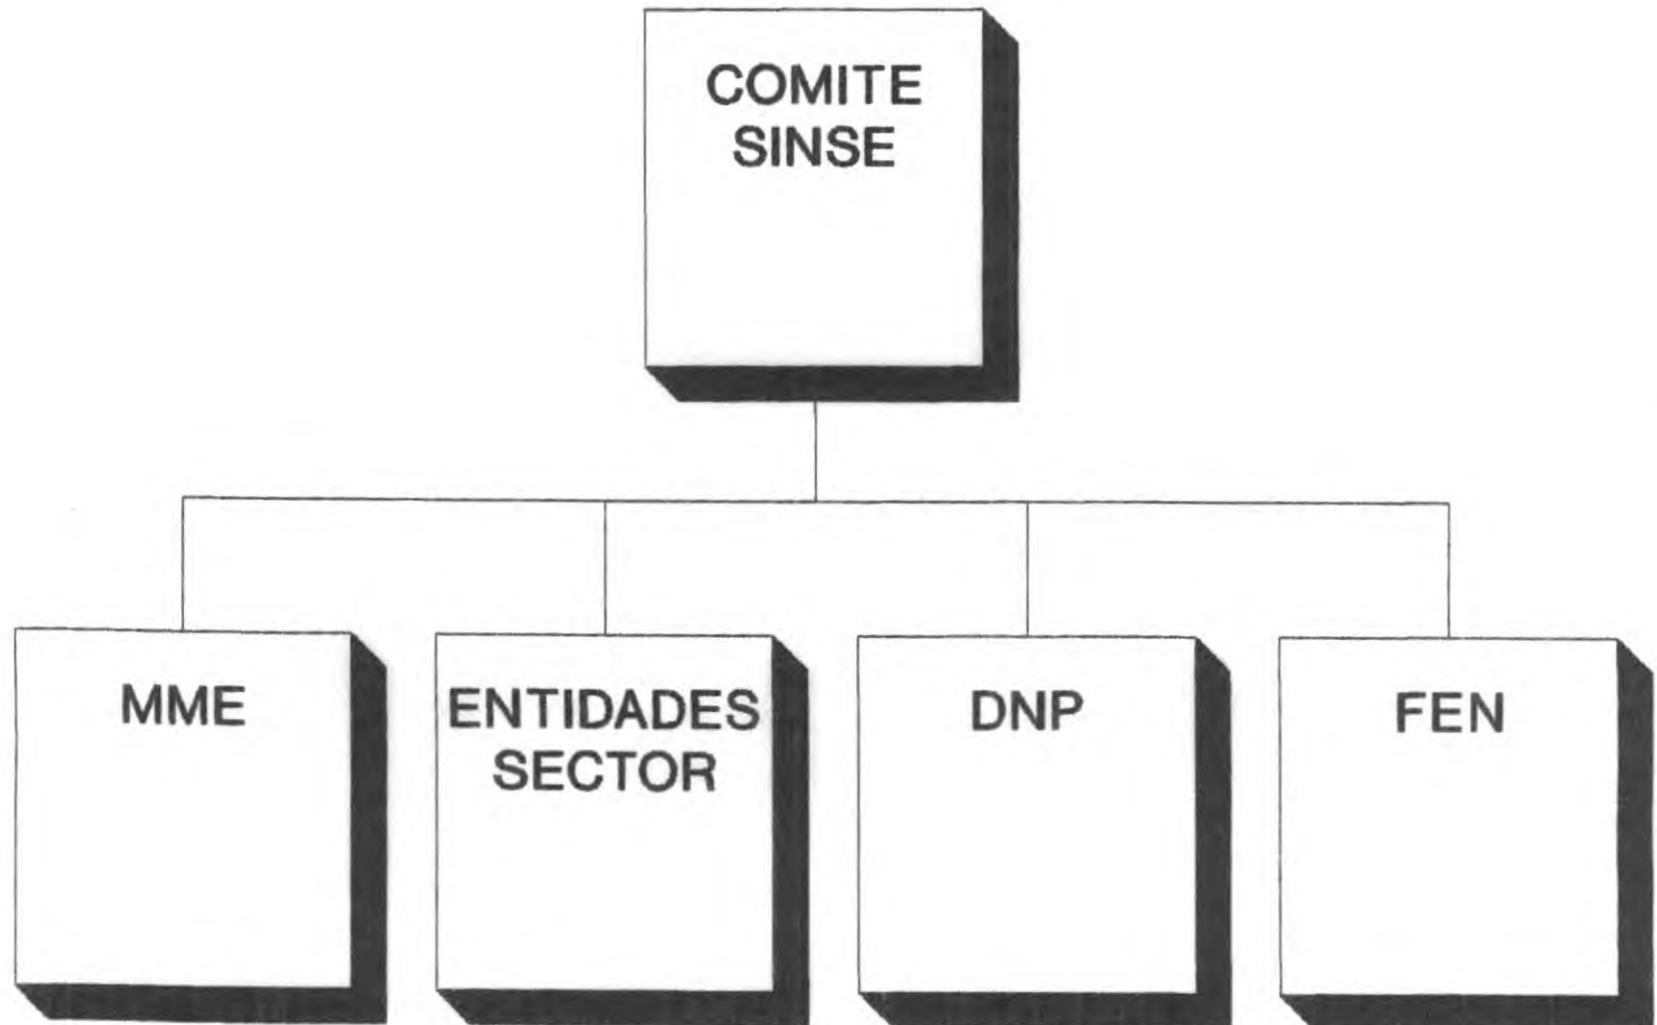 COMITE
SINSE
MME
ENTIDADES
SECTOR
DNP
FEN